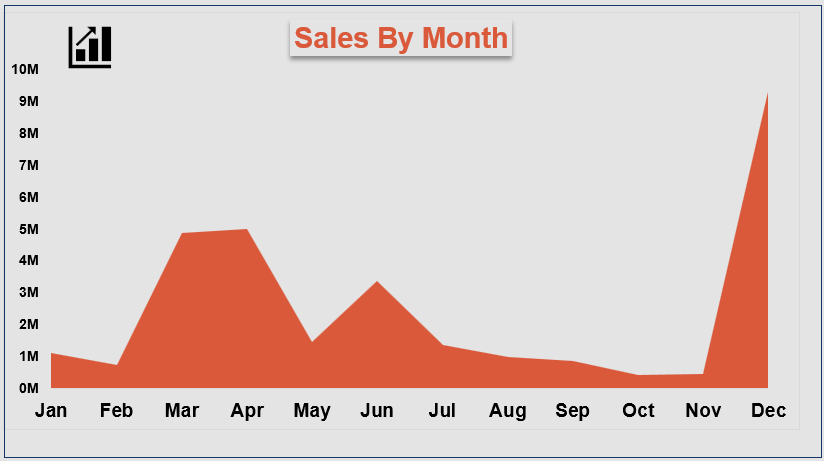 Sales By Month
10M
9M
8M
7M
6M
5M
4M
3M
2M
1M
0M
Jan Feb Mar Apr May Jun Jul Aug Sep Oct Nov Dec